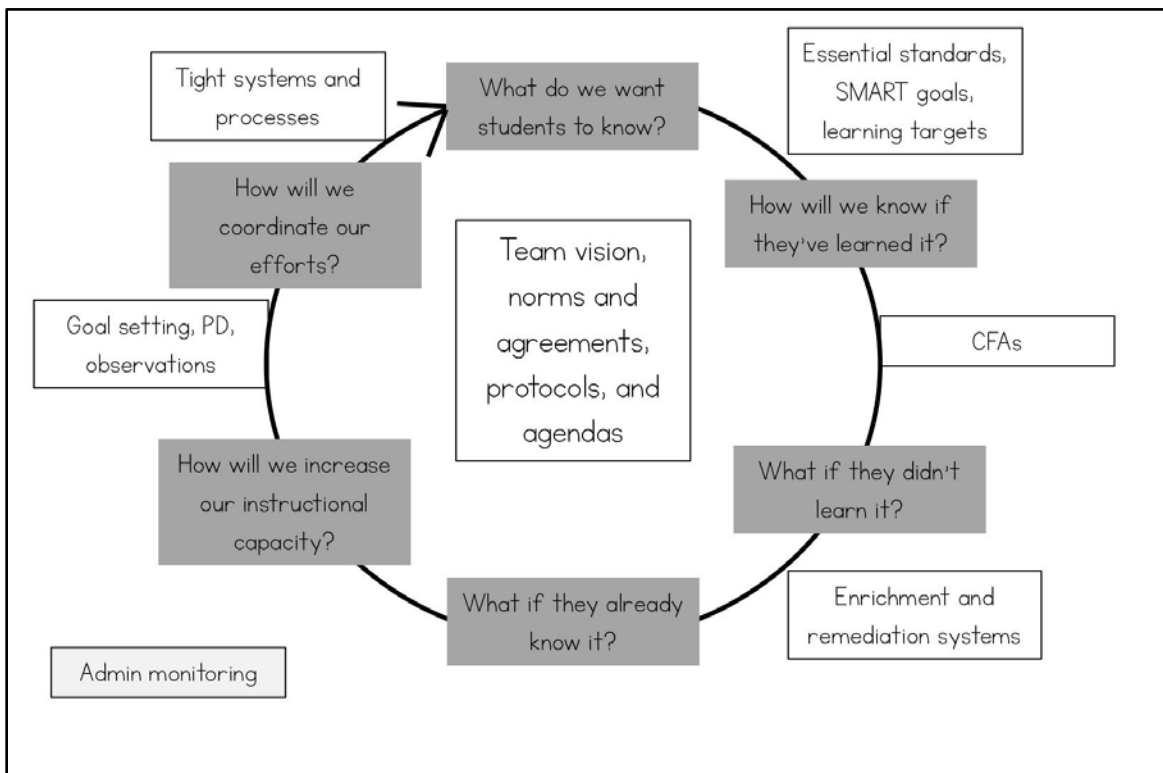 Tight systems and
processes
What do we want
students to know?
Essential standards,
SMART goals,
learning targets
How will we
coordinate our
efforts?
How will we know if
they've learned it?
Team vision,
norms and
agreements,
protocols, and
agendas
Goal setting, PD,
observations
CFAs
How will we increase
our instructional
capacity?
What if they didn't
learn it?
What if they already
know it?
Enrichment and
remediation systems
Admin monitoring